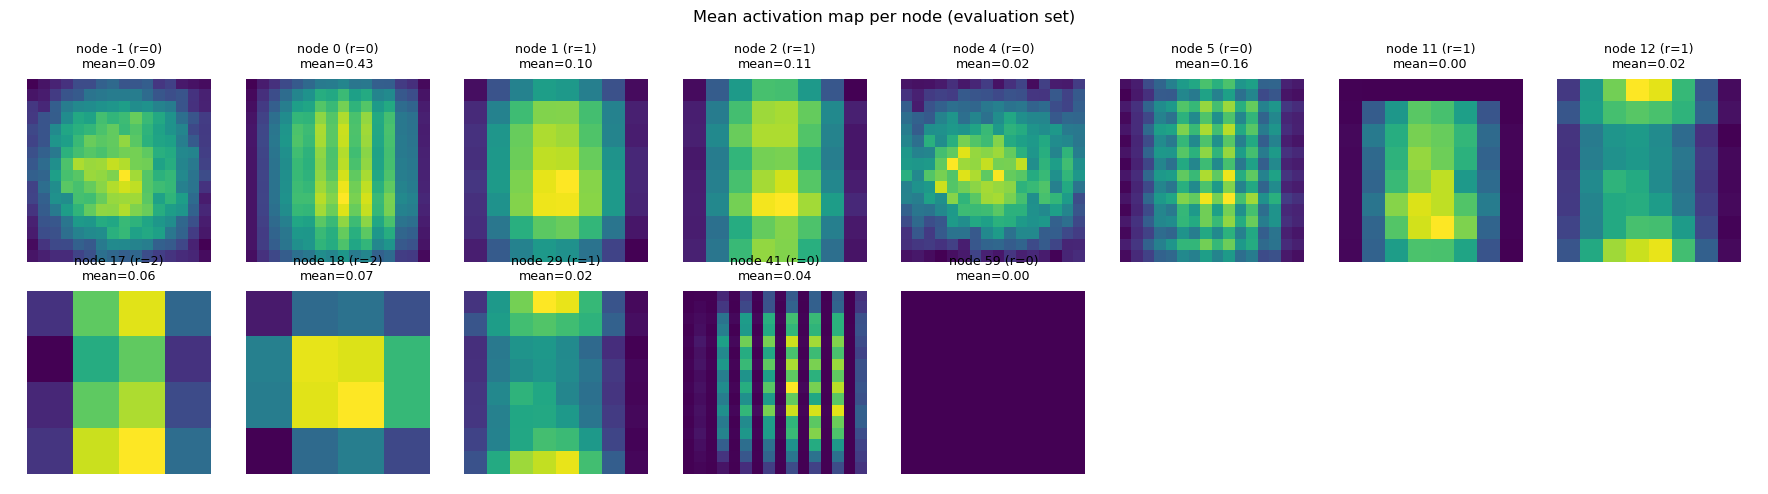 Mean activation map per node (evaluation set)
node -1 (r=0)
mean=0.09
node 0 (r=0)
mean=0.43
node 1 (r=1)
mean=0.10
node 2 (r=1)
mean=0.11
node 4 (r=0)
mean=0.02
node 5 (r=0)
mean=0.16
node 11 (r=1)
mean=0.00
node 12 (r=1)
mean=0.02
node 17 (r=2)
mean=0.06
node 18 (r=2)
mean=0.07
node 29 (r=1)
mean=0.02
node 41 (r=0)
mean=0.04
node 59 (r=0)
mean=0.00